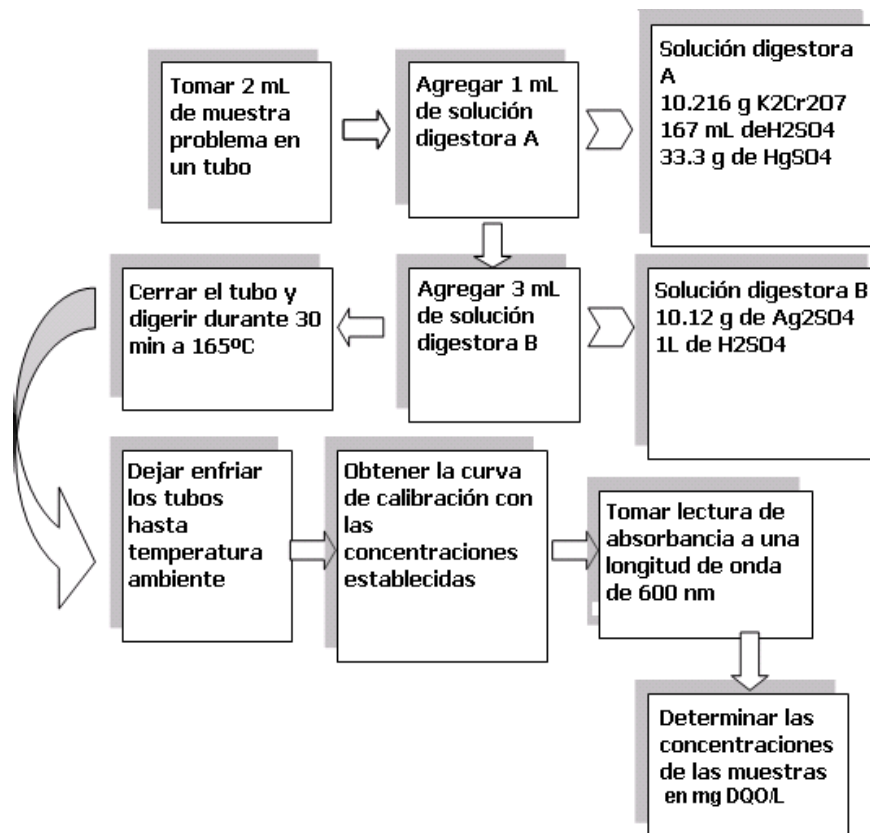 Tomar 2 mL
de muestra
problema en
un tubo
Agregar 1 mL
de solución
digestora A
Solución digestora
A
10.216 g K2Cr2O7
167 mL deH2SO4
33.3 g de HgSO4
Agregar 3 mL
de solución
digestora B
Solución digestora B
10.12 g de Ag2SO4
1L de H2SO4
Cerrar el tubo y
digerir durante 30
min a 165ºC
Dejar enfriar
los tubos
hasta
temperatura
ambiente
Obtener la curva
de calibración con
las
concentraciones
establecidas
Tomar lectura de
absorbancia a una
longitud de onda
de 600 nm
Determinar las
concentraciones
de las muestras
en mg DQO/L